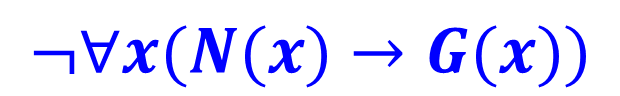 ¬∀x(N(x) → G(x))